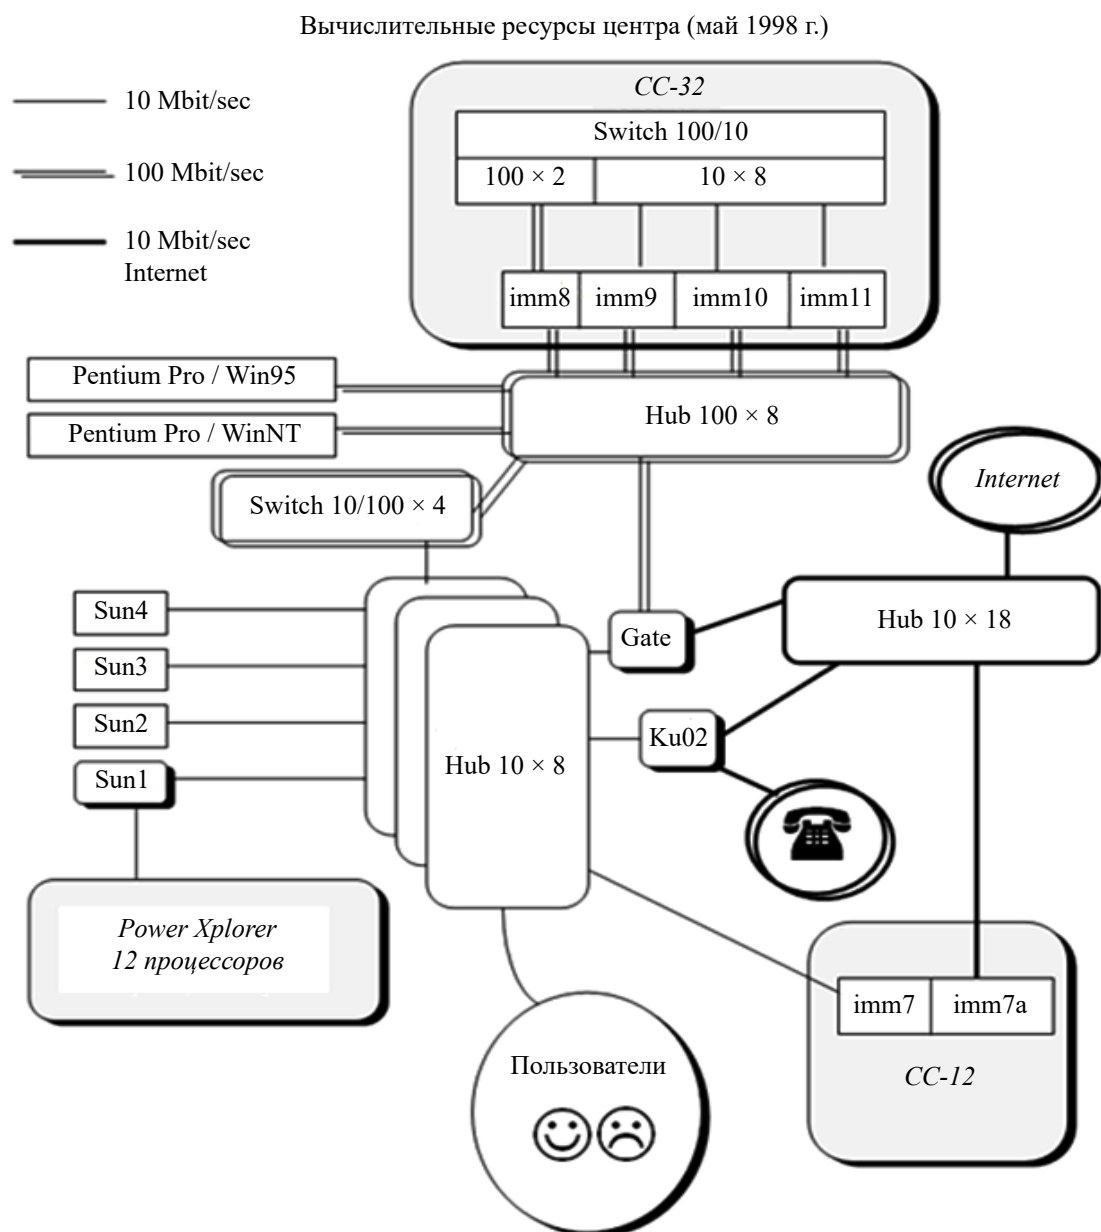 Вычислительные ресурсы центра (май 1998 г.)
10 Mbit/sec
100 Mbit/sec
10 Mbit/sec
Internet
CC-32
Switch 100/10
100 × 2
10 × 8
imm8
imm9
imm10
imm11
Pentium Pro / Win95
Pentium Pro / WinNT
Hub 100 × 8
Internet
Switch 10/100 × 4
Sun4
Sun3
Sun2
Sun1
Hub 10 × 8
Gate
Hub 10 × 18
Ku02
Power Xplorer
12 процессоров
imm7
imm7a
CC-12
Пользователи